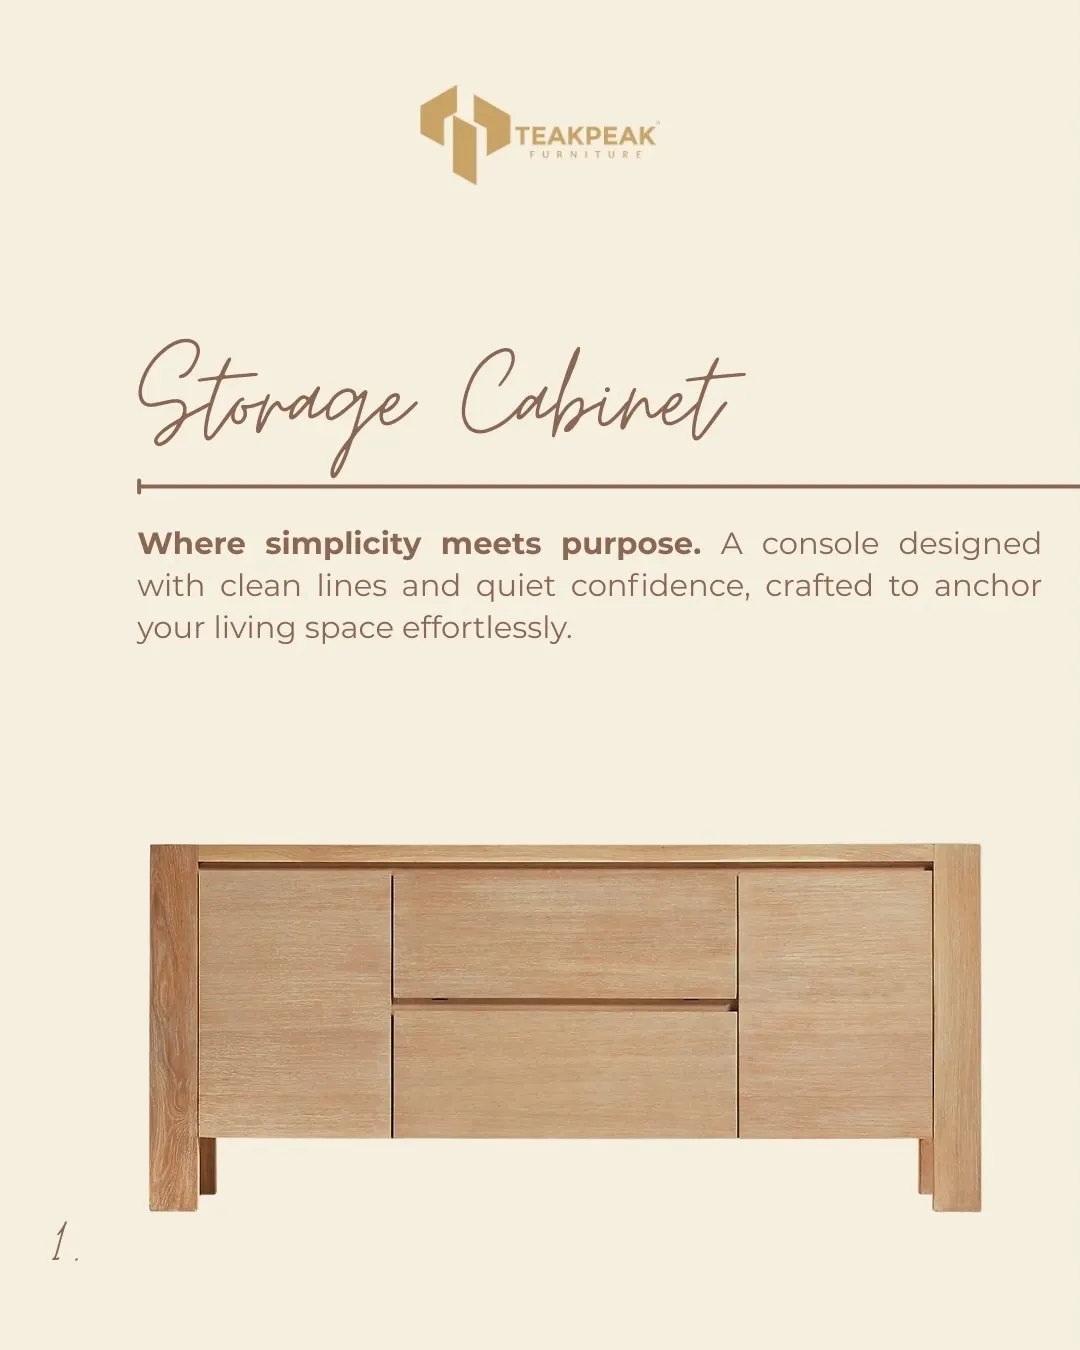 TEAKPEAK
FURNITURE
Storage Cabinet
Where simplicity meets purpose. A console designed
with clean lines and quiet confidence, crafted to anchor
your living space effortlessly.
1.